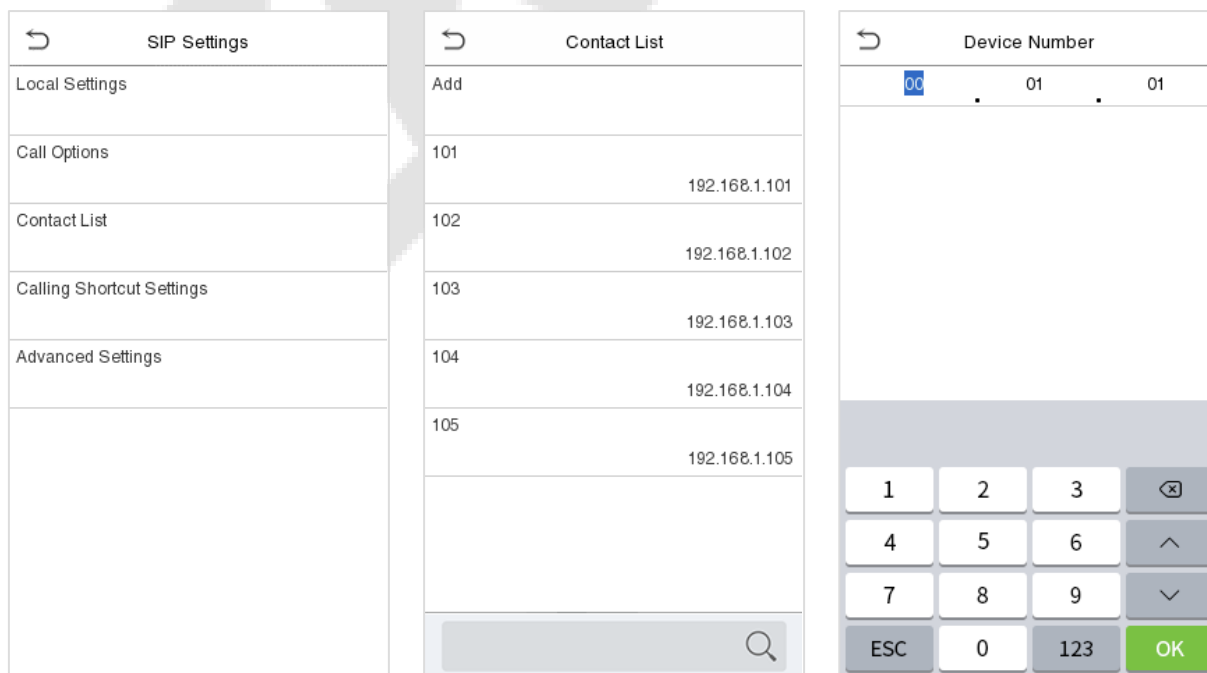 SIP Settings
Local Settings
Call Options
Contact List
Calling Shortcut Settings
Advanced Settings
Contact List
Add
101
192.168.1.101
102
192.168.1.102
103
192.168.1.103
104
192.168.1.104
105
192.168.1.105
Device Number
00 . 01 . 01
1 2 3
4 5 6
7 8 9
ESC 0 123 OK